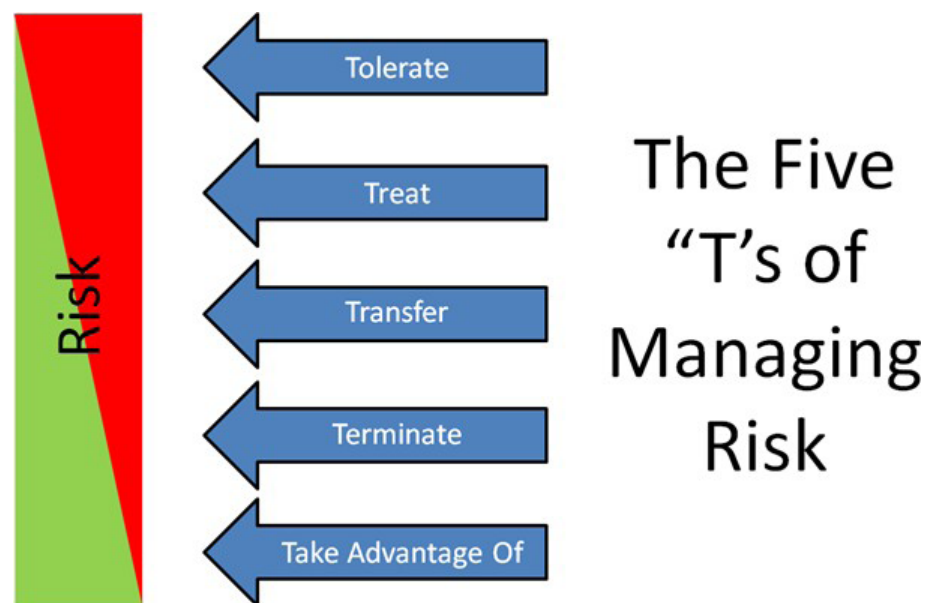 Risk
Tolerate
Treat
Transfer
Terminate
Take Advantage Of
The Five
“T’s of
Managing
Risk